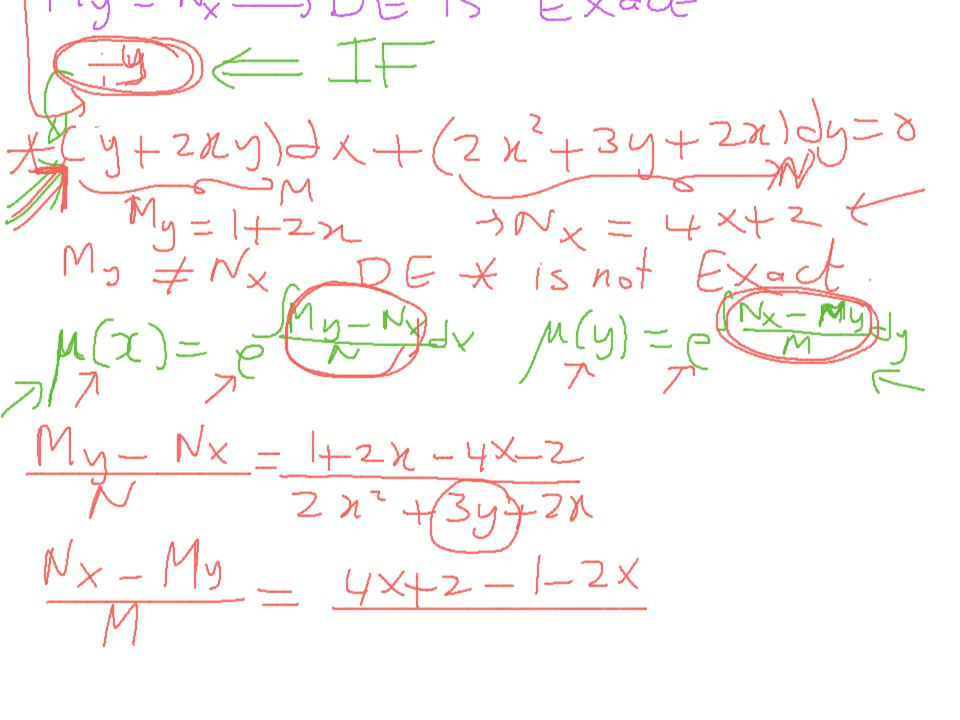 My = Nx → DE is Exact
÷y ⇐ IF
* (y + 2xy)dx + (2x² + 3y + 2x)dy = 0
M N
My = 1 + 2x → Nx = 4x + 2 ←
My ≠ Nx DE * is not Exact.
μ(x) = e^∫(My − Nx)/N dx μ(y) = e^∫(Nx − My)/M dy
(My − Nx)/N = (1 + 2x − 4x − 2)/(2x² + 3y + 2x)
(Nx − My)/M = 4x + 2 − 1 − 2x